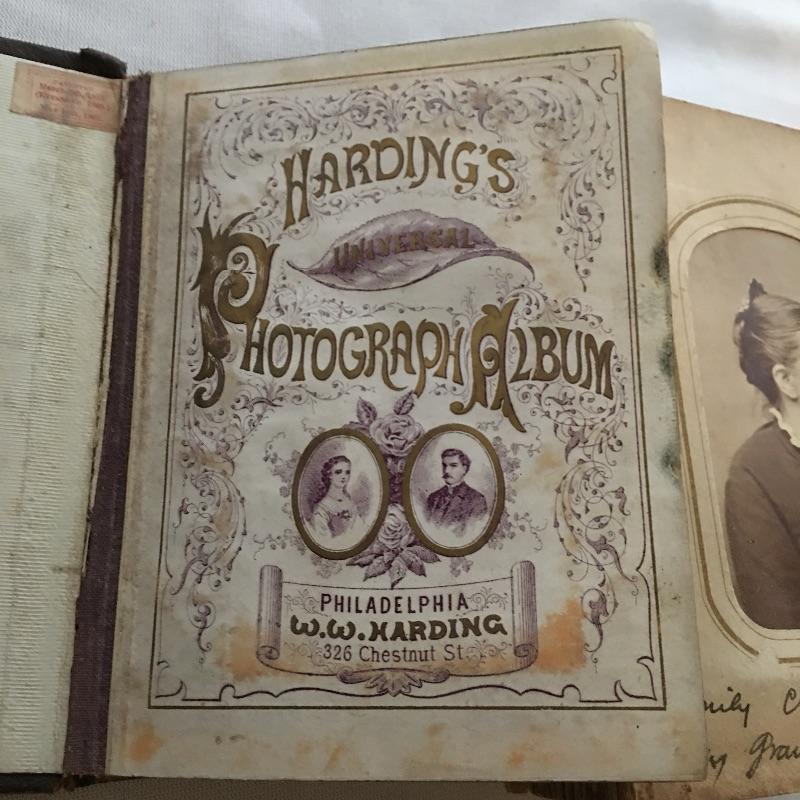 HARDING'S
UNIVERSAL
PHOTOGRAPH ALBUM
PHILADELPHIA
W.W. HARDING
326 Chestnut St.